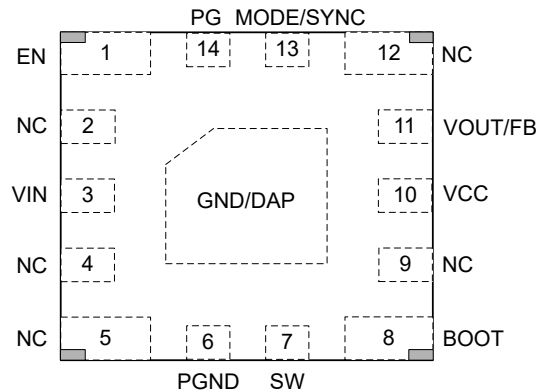 PG MODE/SYNC
EN 1 14 13 12 NC
NC 2 11 VOUT/FB
VIN 3 GND/DAP 10 VCC
NC 4 9 NC
NC 5 6 7 8 BOOT
PGND SW